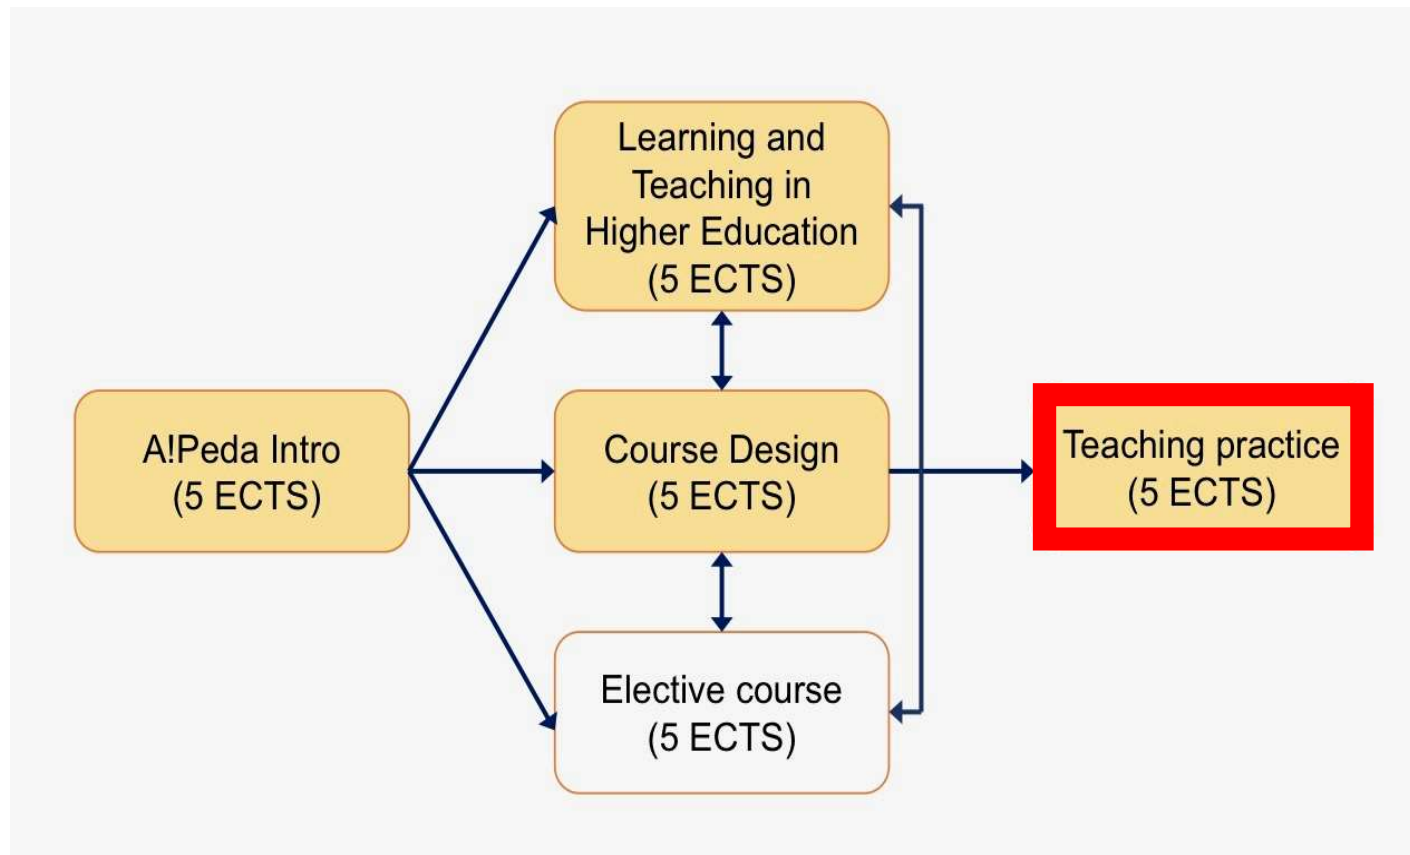 Learning and
Teaching in
Higher Education
(5 ECTS)
A!Peda Intro
(5 ECTS)
Course Design
(5 ECTS)
Teaching practice
(5 ECTS)
Elective course
(5 ECTS)